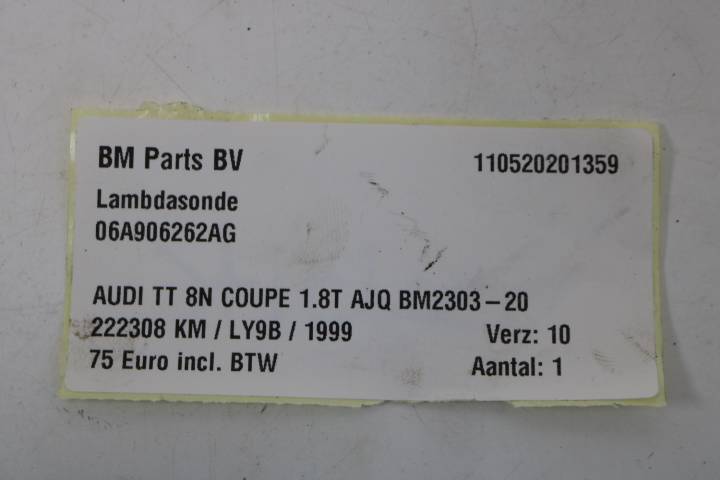 BM Parts BV 110520201359
Lambdasonde
06A906262AG
AUDI TT 8N COUPE 1.8T AJQ BM2303-20
222308 KM / LY9B / 1999 Verz: 10
75 Euro incl. BTW Aantal: 1